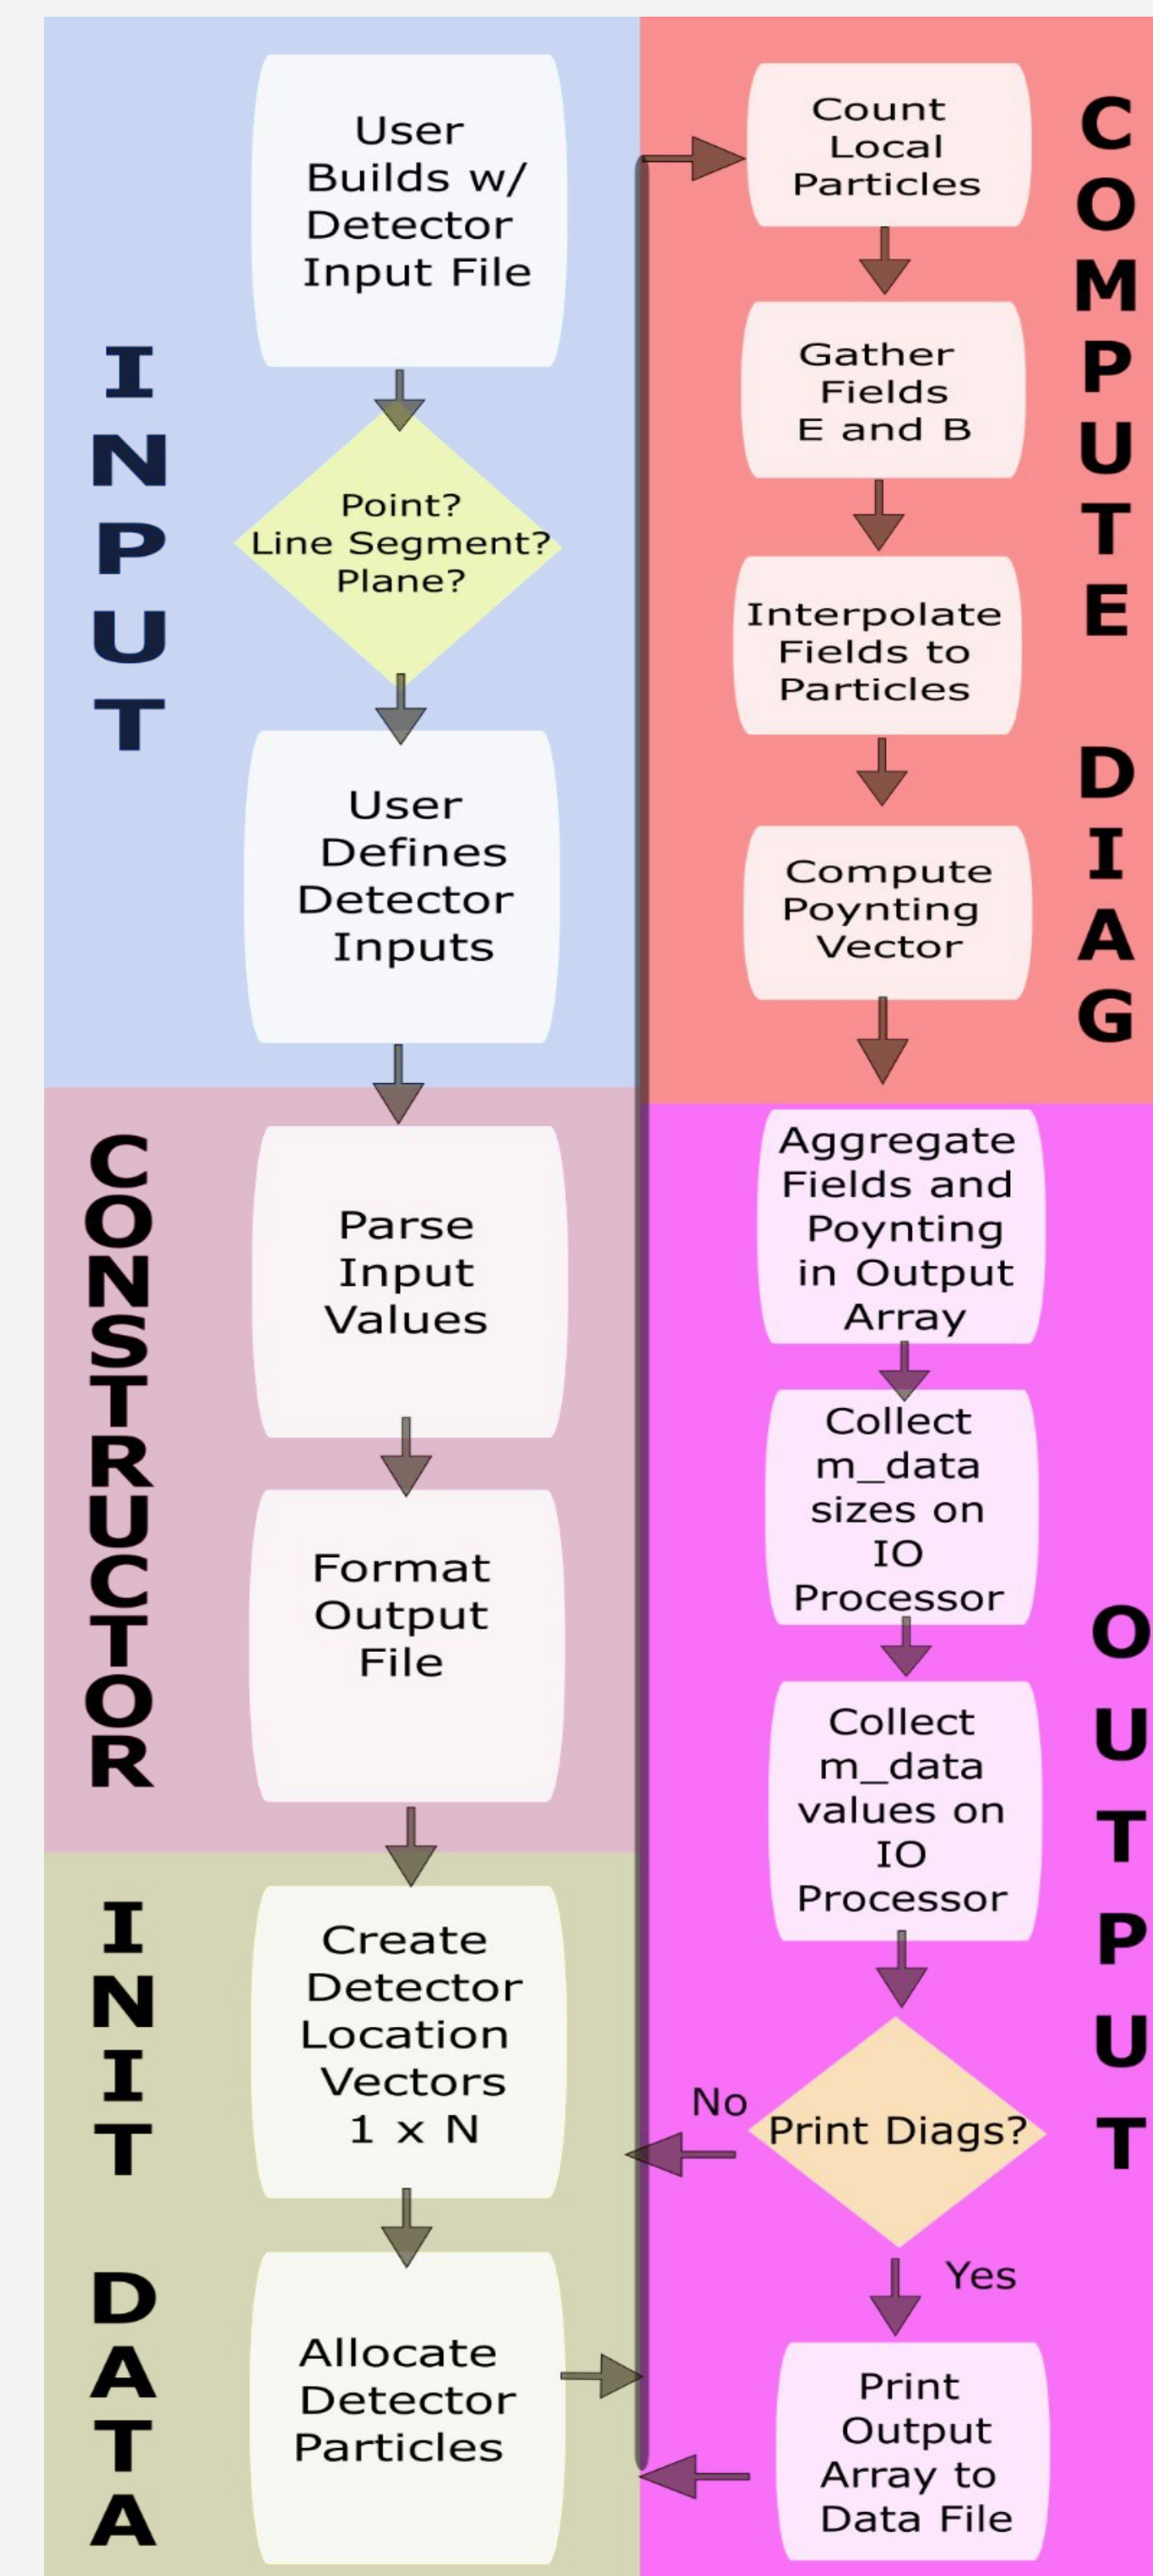 INPUT
User
Builds w/
Detector
Input File
Point?
Line Segment?
Plane?
User
Defines
Detector
Inputs
CONSTRUCTOR
Parse
Input
Values
Format
Output
File
INIT DATA
Create
Detector
Location
Vectors
1 x N
Allocate
Detector
Particles
COMPUTE DIAG
Count
Local
Particles
Gather
Fields
E and B
Interpolate
Fields to
Particles
Compute
Poynting
Vector
OUTPUT
Aggregate
Fields and
Poynting
in Output
Array
Collect
m_data
sizes on
IO
Processor
Collect
m_data
values on
IO
Processor
Print Diags?
No
Yes
Print
Output
Array to
Data File